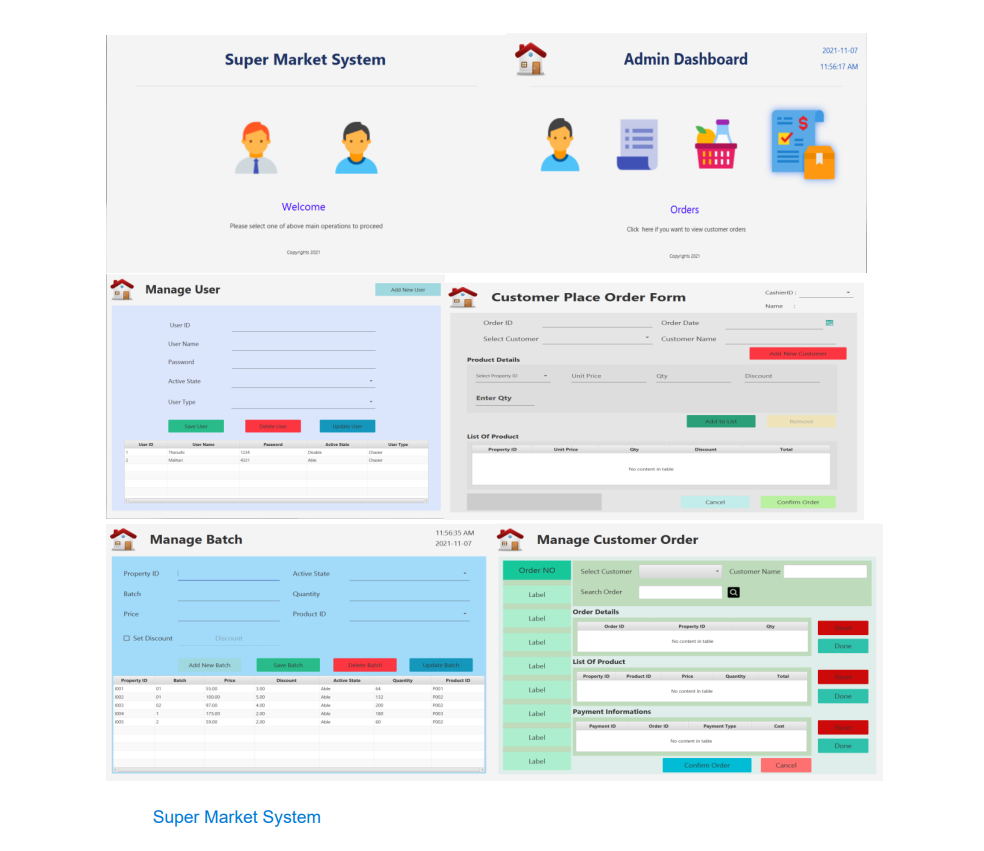 Super Market System
Welcome
Please select one of above main operations to proceed
Copyrights 2021
Admin Dashboard
2021-11-07
11:56:17 AM
Orders
Click here if you want to view customer orders
Copyrights 2021
Manage User
Add New User
User ID
User Name
Password
Active State
User Type
Save User Delete User Update User
User ID User Name Password Active State User Type
1 1234 Disable
2 4321 Able
Customer Place Order Form
CashierID :
Name :
Order ID Order Date
Select Customer Customer Name
Add New Customer
Product Details
Select Property ID Unit Price Qty Discount
Enter Qty
Add to List Remove
List Of Product
Property ID Unit Price Qty Discount Total
No content in table
Cancel Confirm Order
Manage Batch
11:56:35 AM
2021-11-07
Property ID Active State
Batch Quantity
Price Product ID
Set Discount Discount
Add New Batch Save Batch Delete Batch Update Batch
Property ID Batch Price Discount Active State Quantity Product ID
I001 01 55.00 3.00 Able 64 P001
I002 01 100.00 5.00 Able 132 P002
I003 02 97.00 4.00 Able 200 P002
I004 1 175.00 2.00 Able 180 P003
I005 2 59.00 2.00 Able 60 P002
Manage Customer Order
Order NO
Label
Label
Label
Label
Label
Label
Label
Label
Select Customer Customer Name
Search Order
Order Details
Order ID Property ID Qty
No content in table
Done
List Of Product
Property ID Product ID Price Quantity Total
No content in table
Done
Payment Informations
Payment ID Order ID Payment Type Cost
No content in table
Done
Confirm Order Cancel
Super Market System